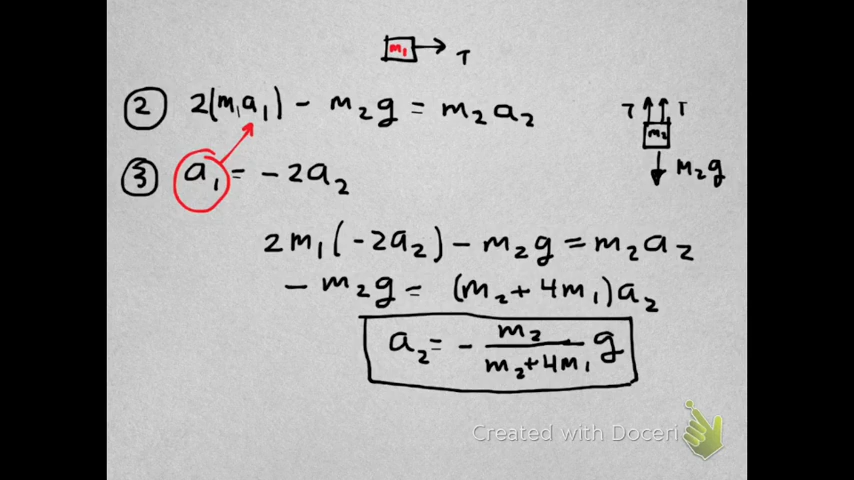 m₁ T
② 2(m₁a₁) - m₂g = m₂a₂
T T
m₂
m₂g
③ a₁ = -2a₂
2m₁(-2a₂) - m₂g = m₂a₂
- m₂g = (m₂+4m₁)a₂
a₂ = - m₂/(m₂+4m₁) g
Created with Doceri